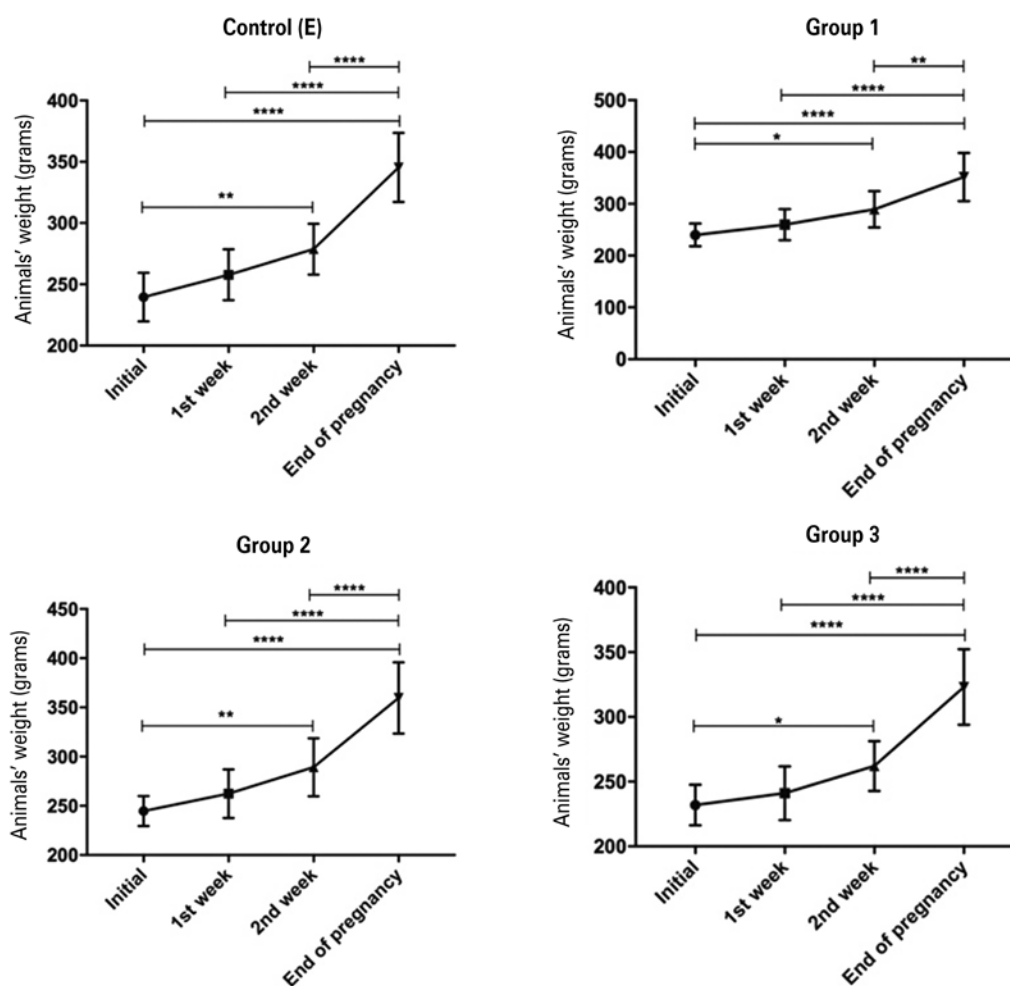 Control (E)
****
****
****
**
Animals’ weight (grams)
400
350
300
250
200
Initial
1st week
2nd week
End of pregnancy
Group 1
**
****
****
*
Animals’ weight (grams)
500
400
300
200
100
0
Initial
1st week
2nd week
End of pregnancy
Group 2
****
****
****
**
Animals’ weight (grams)
450
400
350
300
250
200
Initial
1st week
2nd week
End of pregnancy
Group 3
****
****
****
*
Animals’ weight (grams)
400
350
300
250
200
Initial
1st week
2nd week
End of pregnancy